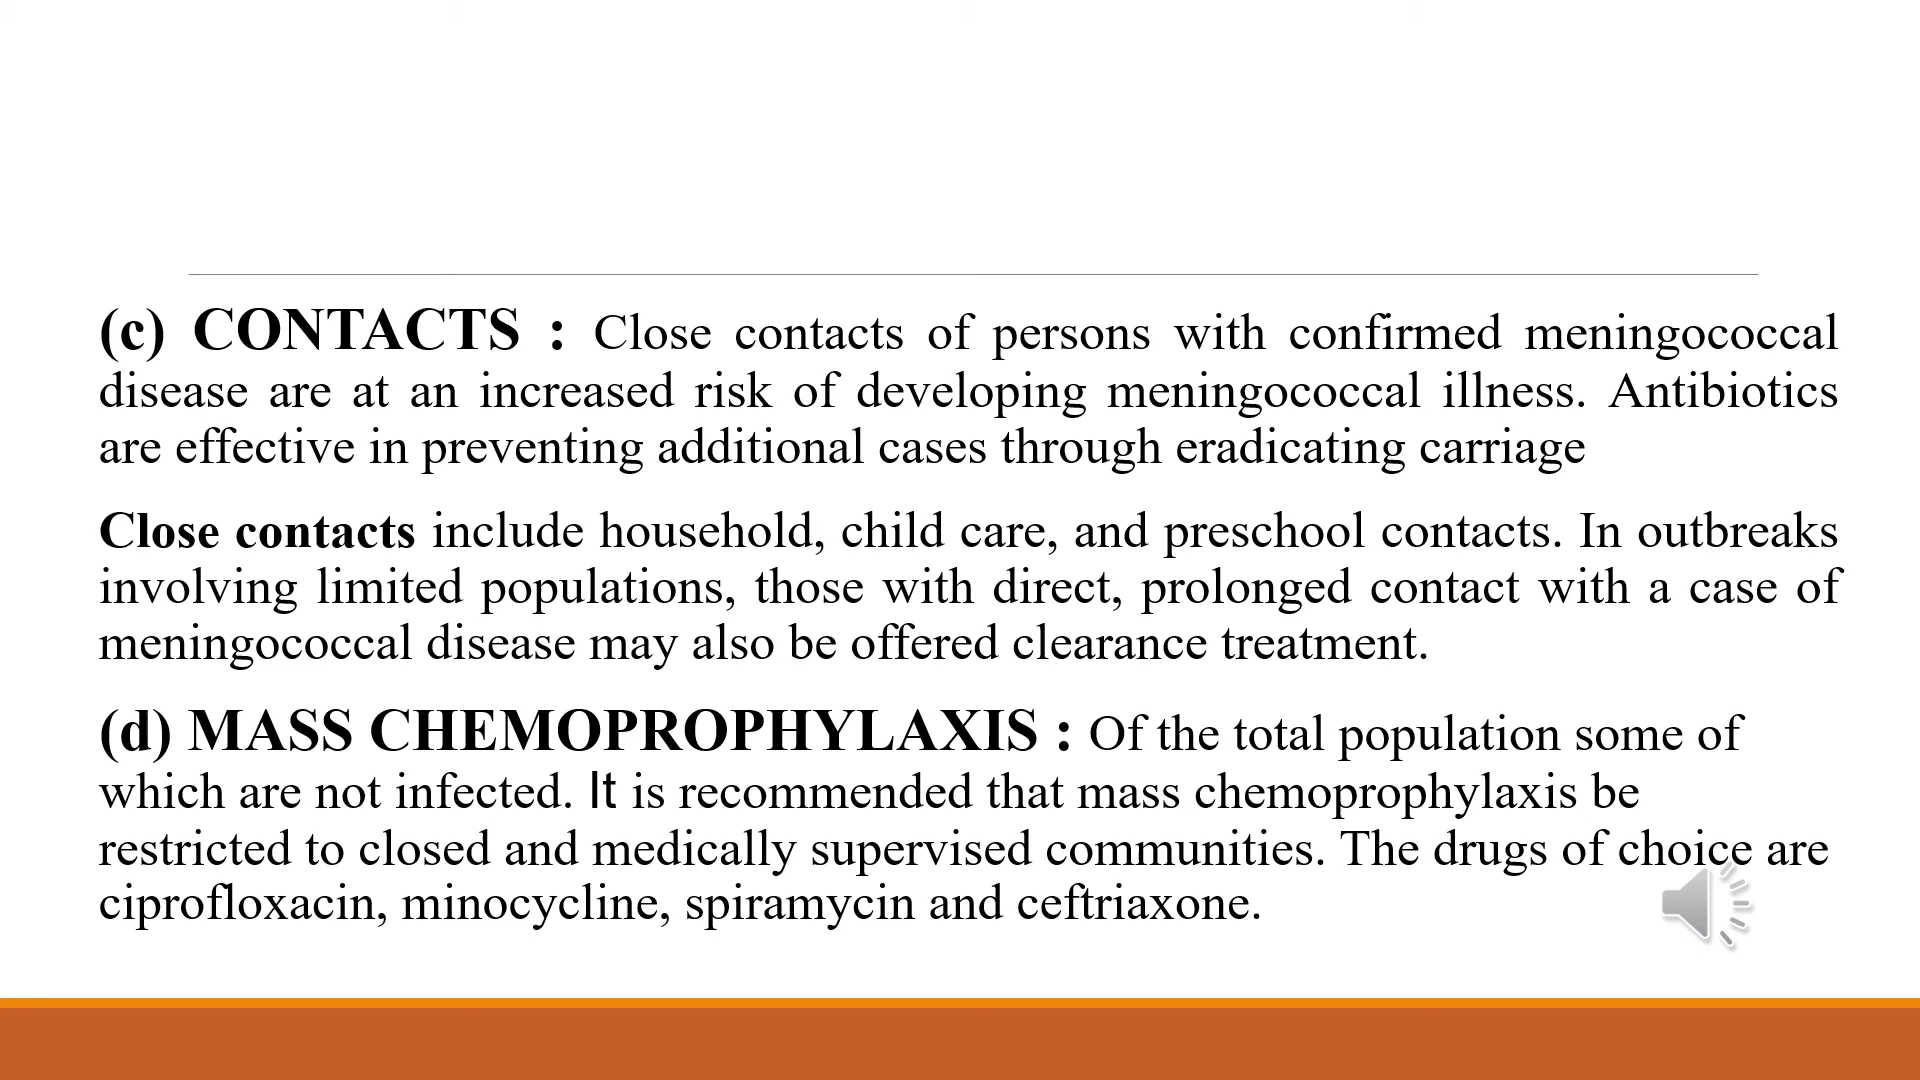 (c) CONTACTS : Close contacts of persons with confirmed meningococcal
disease are at an increased risk of developing meningococcal illness. Antibiotics
are effective in preventing additional cases through eradicating carriage
Close contacts include household, child care, and preschool contacts. In outbreaks
involving limited populations, those with direct, prolonged contact with a case of
meningococcal disease may also be offered clearance treatment.
(d) MASS CHEMOPROPHYLAXIS : Of the total population some of
which are not infected. It is recommended that mass chemoprophylaxis be
restricted to closed and medically supervised communities. The drugs of choice are
ciprofloxacin, minocycline, spiramycin and ceftriaxone.